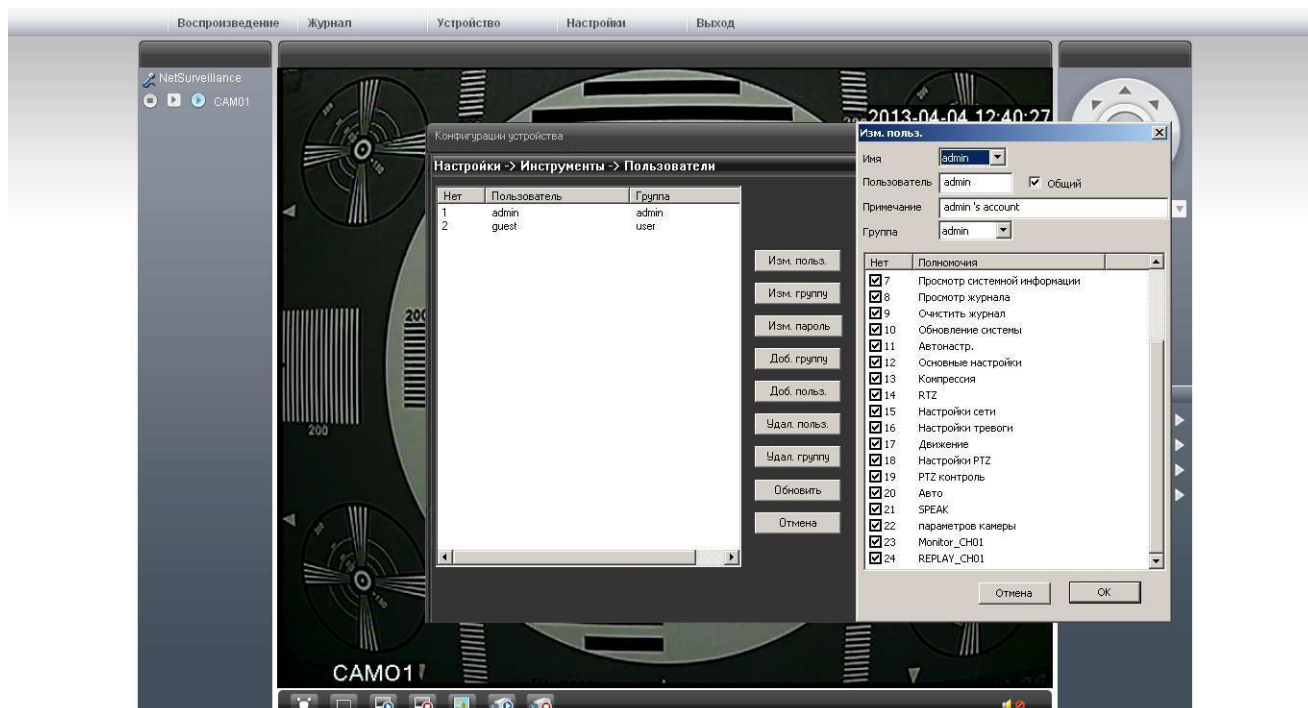 Воспроизведение Журнал Устройство Настройки Выход
NetSurveillance
CAM01
2013-04-04 12:40:27
Конфигурации устройства
Настройки -> Инструменты -> Пользователи
Нет Пользователь Группа
1 admin admin
2 guest user
Изм. польз.
Изм. группу
Изм. пароль
Доб. группу
Доб. польз.
Удал. польз.
Удал. группу
Обновить
Отмена
Изм. польз.
Имя admin
Пользователь admin Общий
Примечание admin 's account
Группа admin
Нет Полномочия
7 Просмотр системной информации
8 Просмотр журнала
9 Очистить журнал
10 Обновление системы
11 Автонастр.
12 Основные настройки
13 Компрессия
14 RTZ
15 Настройки сети
16 Настройки тревоги
17 Движение
18 Настройки PTZ
19 PTZ контроль
20 Авто
21 SPEAK
22 параметров камеры
23 Monitor_CH01
24 REPLAY_CH01
Отмена OK
200
200
CAM01